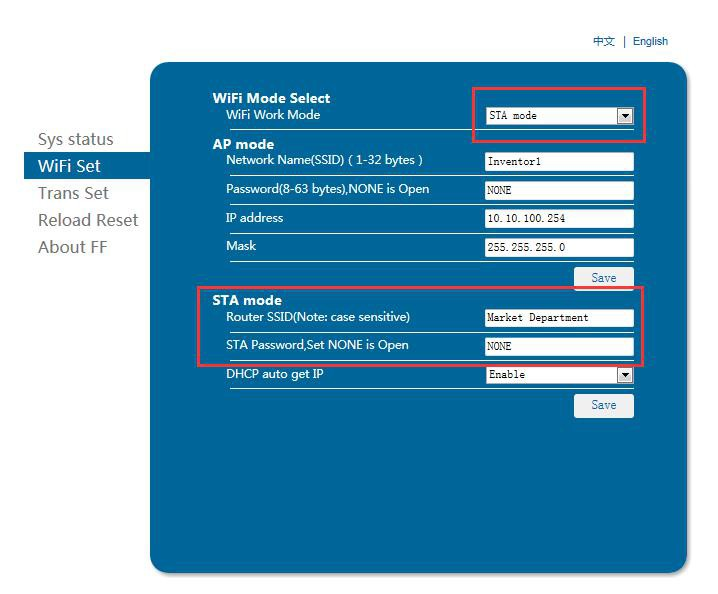 中文 | English
Sys status
WiFi Set
Trans Set
Reload Reset
About FF
WiFi Mode Select
WiFi Work Mode STA mode
AP mode
Network Name(SSID) ( 1-32 bytes ) Inventor1
Password(8-63 bytes),NONE is Open NONE
IP address 10.10.100.254
Mask 255.255.255.0
Save
STA mode
Router SSID(Note: case sensitive) Market Department
STA Password,Set NONE is Open NONE
DHCP auto get IP Enable
Save